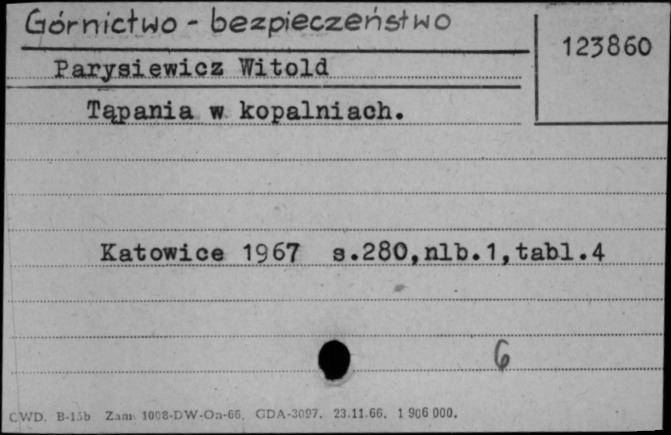 Górnictwo - bezpieczeństwo
123860
Parysiewicz Witold
Tąpania w kopalniach.
Katowice 1967 s.280,nlb.1,tabl.4
6
CWD. B-15b Zam. 1008-DW-On-66. GDA-3097. 23.11.66. 1 906 000.